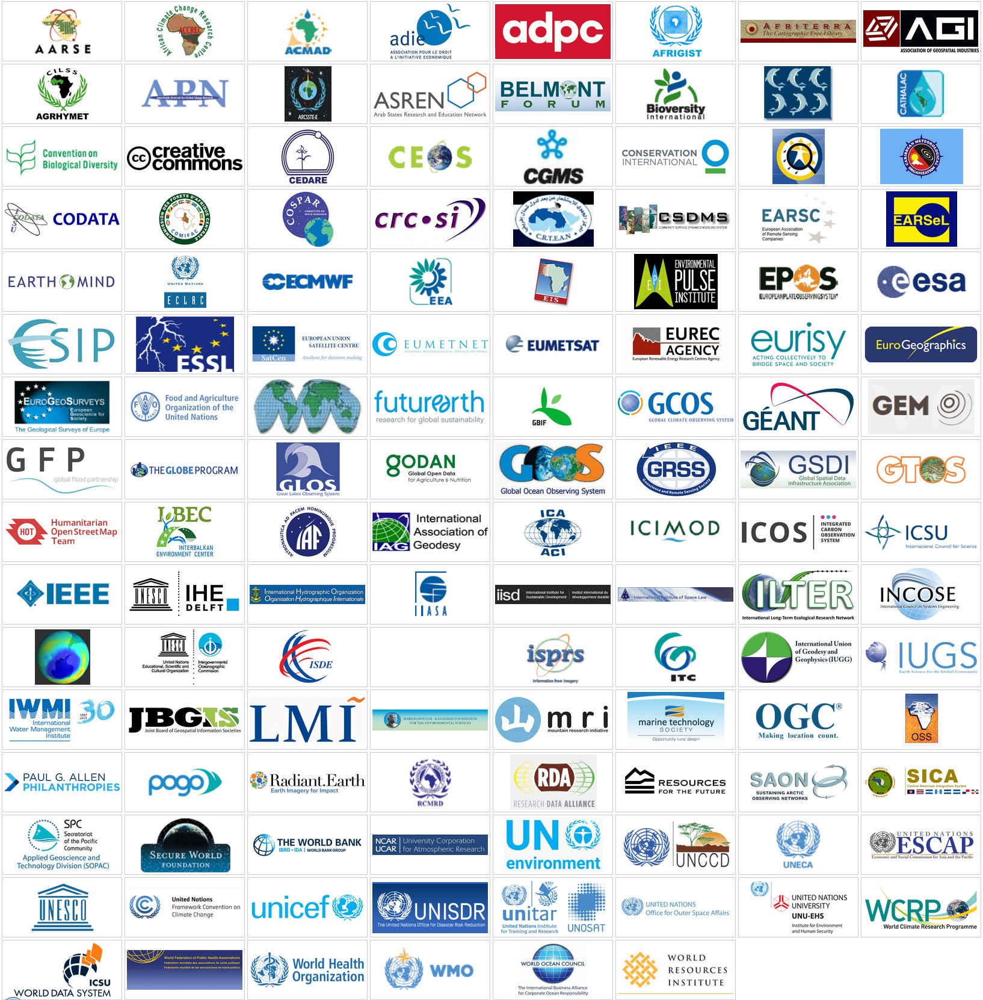 AARSE
African Climate Change Research Centre
ACCREC
ACMAD
adie
ASSOCIATION POUR LE DROIT
A L'INITIATIVE ECONOMIQUE
adpc
AFRIGIST
AFRITERRA
The Cartographic Free Library
AGI
ASSOCIATION OF GEOSPATIAL INDUSTRIES
CILSS
AGRHYMET
APN
Asia-Pacific Network for Global Change Research
ARCSSTE-E
ASREN
Arab States Research and Education Network
BELMONT
FORUM
Bioversity
International
CATHALAC
Convention on
Biological Diversity
cc creative
commons
CEDARE
CEOS
CGMS
CONSERVATION
INTERNATIONAL
CARIBBEAN METEOROLOGICAL
ORGANIZATION
CODATA
CODATA
COMMISSION DES FORETS D'AFRIQUE CENTRALE
COMIFAC
COSPAR
COMMITTEE ON
SPACE RESEARCH
crc•si
C.R.T.E.A.N
CSDMS
COMMUNITY SURFACE DYNAMICS MODELING SYSTEM
EARSC
European Association
of Remote Sensing
Companies
EARSeL
EARTH MIND
UNITED NATIONS
ECLAC
ECMWF
EEA
EIS
EPI
ENVIRONMENTAL
PULSE
INSTITUTE
EPOS
EUROPEAN PLATE OBSERVING SYSTEM
esa
ESIP
ESSL
SatCen
EUROPEAN UNION
SATELLITE CENTRE
Analysis for decision making
EUMETNET
EUROPEAN METEOROLOGICAL SERVICES NETWORK
EUMETSAT
EUREC
AGENCY
European Renewable Energy Research Centres Agency
eurisy
ACTING COLLECTIVELY TO
BRIDGE SPACE AND SOCIETY
EuroGeographics
EUROGEOSURVEYS
European
Geoscience for
Society
The Geological Surveys of Europe
FAO
FIAT PANIS
Food and Agriculture
Organization of the
United Nations
futurearth
research for global sustainability
GBIF
GCOS
GLOBAL CLIMATE OBSERVING SYSTEM
GÉANT
GEM
GFP
global flood partnership
THE GLOBE PROGRAM
GLOS
Great Lakes Observing System
GODAN
Global Open Data
for Agriculture & Nutrition
GOOS
Global Ocean Observing System
IEEE
GRSS
Geoscience and Remote Sensing Society
GSDI
Global Spatial Data
Infrastructure Association
GTOS
HOT
Humanitarian
OpenStreetMap
Team
I-BEC
INTERBALKAN
ENVIRONMENT CENTER
ASTRONAUTICA AD PACEM HOMINUMQUE PROGRESSUM
IAF
IAG
International
Association of
Geodesy
ICA
ACI
ICIMOD
ICOS
INTEGRATED
CARBON
OBSERVATION
SYSTEM
ICSU
International Council for Science
IEEE
UNESCO
IHE
DELFT
International Hydrographic Organization
Organisation Hydrographique Internationale
IIASA
iisd
International Institute for
Sustainable Development
Institut international du
développement durable
International Institute of Space Law
ILTER
International Long-Term Ecological Research Network
INCOSE
International Council on Systems Engineering
UNESCO
United Nations
Educational, Scientific and
Cultural Organization
Intergovernmental
Oceanographic
Commission
ISDE
isprs
Information from Imagery
ITC
International Union
of Geodesy and
Geophysics (IUGG)
IUGS
Earth Science for the Global Community
IWMI
30
International
Water Management
Institute
JBGIS
Joint Board of Geospatial Information Societies
LMI
MARIOLOPOULOS - KANAGINIS FOUNDATION
FOR THE ENVIRONMENTAL SCIENCES
mri
mountain research initiative
marine technology
SOCIETY
Opportunity runs deep
OGC®
Making location count.
OSS
PAUL G. ALLEN
PHILANTHROPIES
pogo
Radiant.Earth
Earth Imagery for Impact
RCMRD
RDA
RESEARCH DATA ALLIANCE
RESOURCES
FOR THE FUTURE
SAON
SUSTAINING ARCTIC
OBSERVING NETWORKS
SICA
Central American Integration System
SPC
Secretariat
of the Pacific
Community
Applied Geoscience and
Technology Division (SOPAC)
SECURE WORLD
FOUNDATION
THE WORLD BANK
IBRD • IDA | WORLD BANK GROUP
NCAR
UCAR
University Corporation
for Atmospheric Research
UN
environment
UNCCD
UNECA
UNITED NATIONS
ESCAP
Economic and Social Commission for Asia and the Pacific
UNESCO
United Nations
Framework Convention on
Climate Change
unicef
UNISDR
The United Nations Office for Disaster Risk Reduction
unitar
United Nations Institute
for Training and Research
UNOSAT
UNITED NATIONS
Office for Outer Space Affairs
UNITED NATIONS
UNIVERSITY
UNU-EHS
Institute for Environment
and Human Security
WCRP
World Climate Research Programme
ICSU
WORLD DATA SYSTEM
World Federation of Public Health Associations
Fédération mondiale des associations de santé publique
Federación mundial de las asociaciones de salud pública
World Health
Organization
WMO
WORLD OCEAN COUNCIL
The International Business Alliance
for Corporate Ocean Responsibility
WORLD
RESOURCES
INSTITUTE